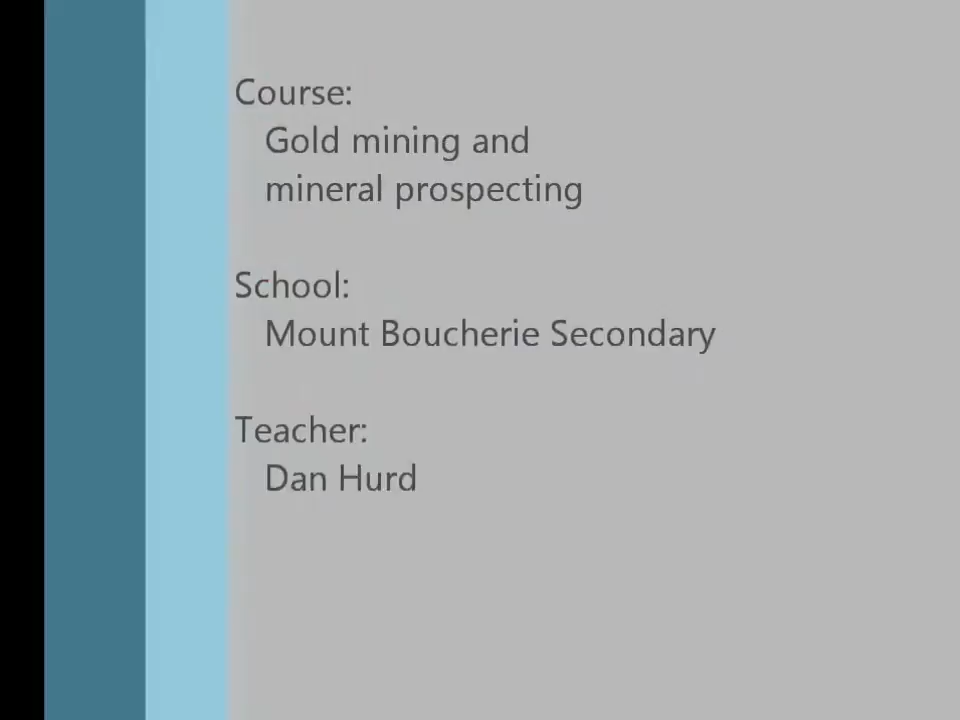 Course:
Gold mining and
mineral prospecting
School:
Mount Boucherie Secondary
Teacher:
Dan Hurd